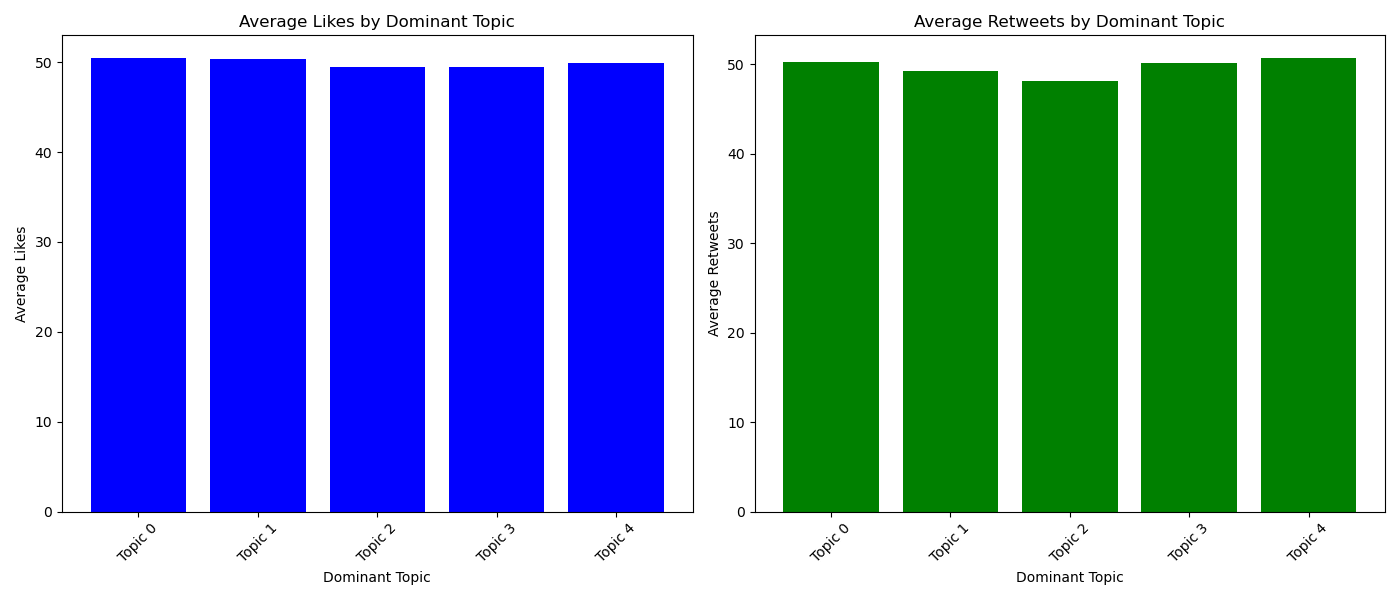 Average Likes by Dominant Topic
Average Likes
50
40
30
20
10
0
Topic 0
Topic 1
Topic 2
Topic 3
Topic 4
Dominant Topic
Average Retweets by Dominant Topic
Average Retweets
50
40
30
20
10
0
Topic 0
Topic 1
Topic 2
Topic 3
Topic 4
Dominant Topic